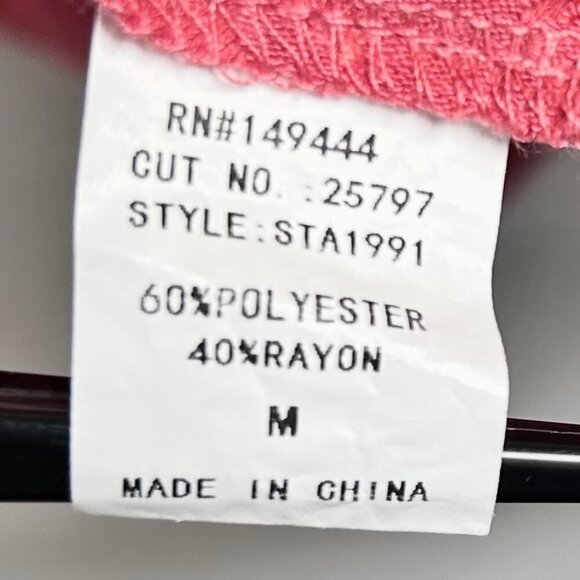 RN#149444
CUT NO. :25797
STYLE:STA1991
60%POLYESTER
40%RAYON
M
MADE IN CHINA